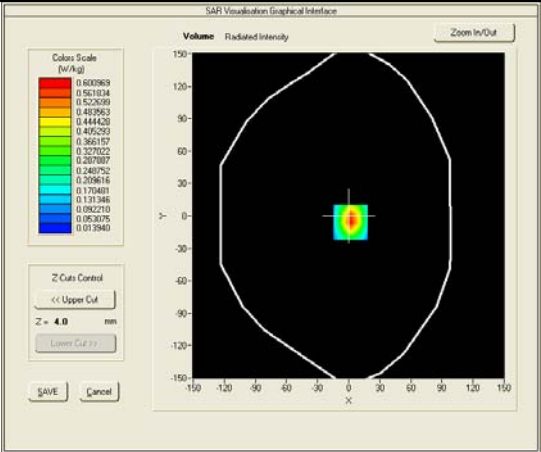 SAR Visualisation Graphical Interface
Volume Radiated Intensity
Zoom In/Out
Colors Scale
(W/kg)
0.600969
0.561834
0.522699
0.483563
0.444428
0.405293
0.366157
0.327022
0.287887
0.248752
0.209616
0.170481
0.131346
0.092210
0.053075
0.013940
Z Cuts Control
<< Upper Cut
Z = 4.0 mm
Lower Cut >>
SAVE Cancel
150
120
90
60
30
0
-30
-60
-90
-120
-150
Y
-150 -120 -90 -60 -30 0 30 60 90 120 150
X